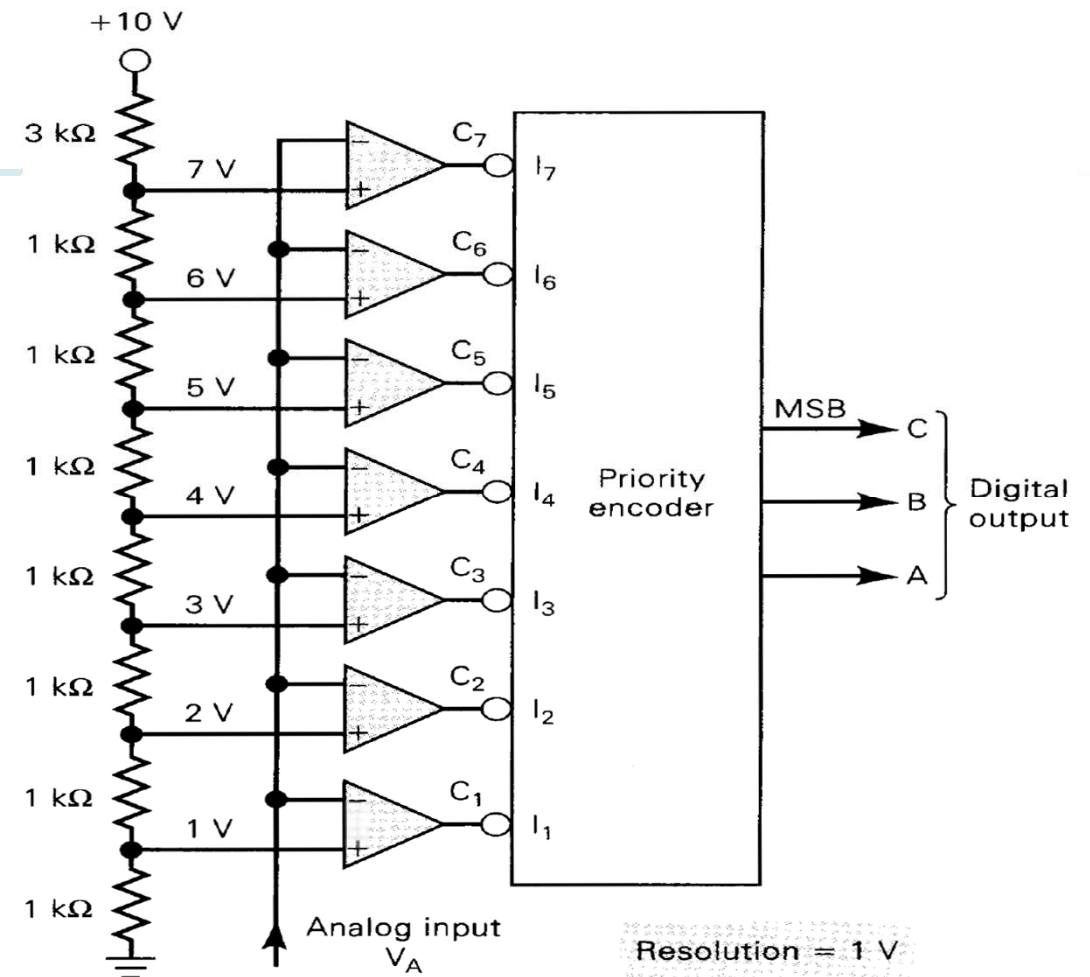 +10 V
3 kΩ
7 V
1 kΩ
6 V
1 kΩ
5 V
1 kΩ
4 V
1 kΩ
3 V
1 kΩ
2 V
1 kΩ
1 V
1 kΩ
− +
− +
− +
− +
− +
− +
− +
C7
C6
C5
C4
C3
C2
C1
I7
I6
I5
I4
I3
I2
I1
Priority
encoder
MSB
C
B
A
Digital
output
Analog input
VA
Resolution = 1 V